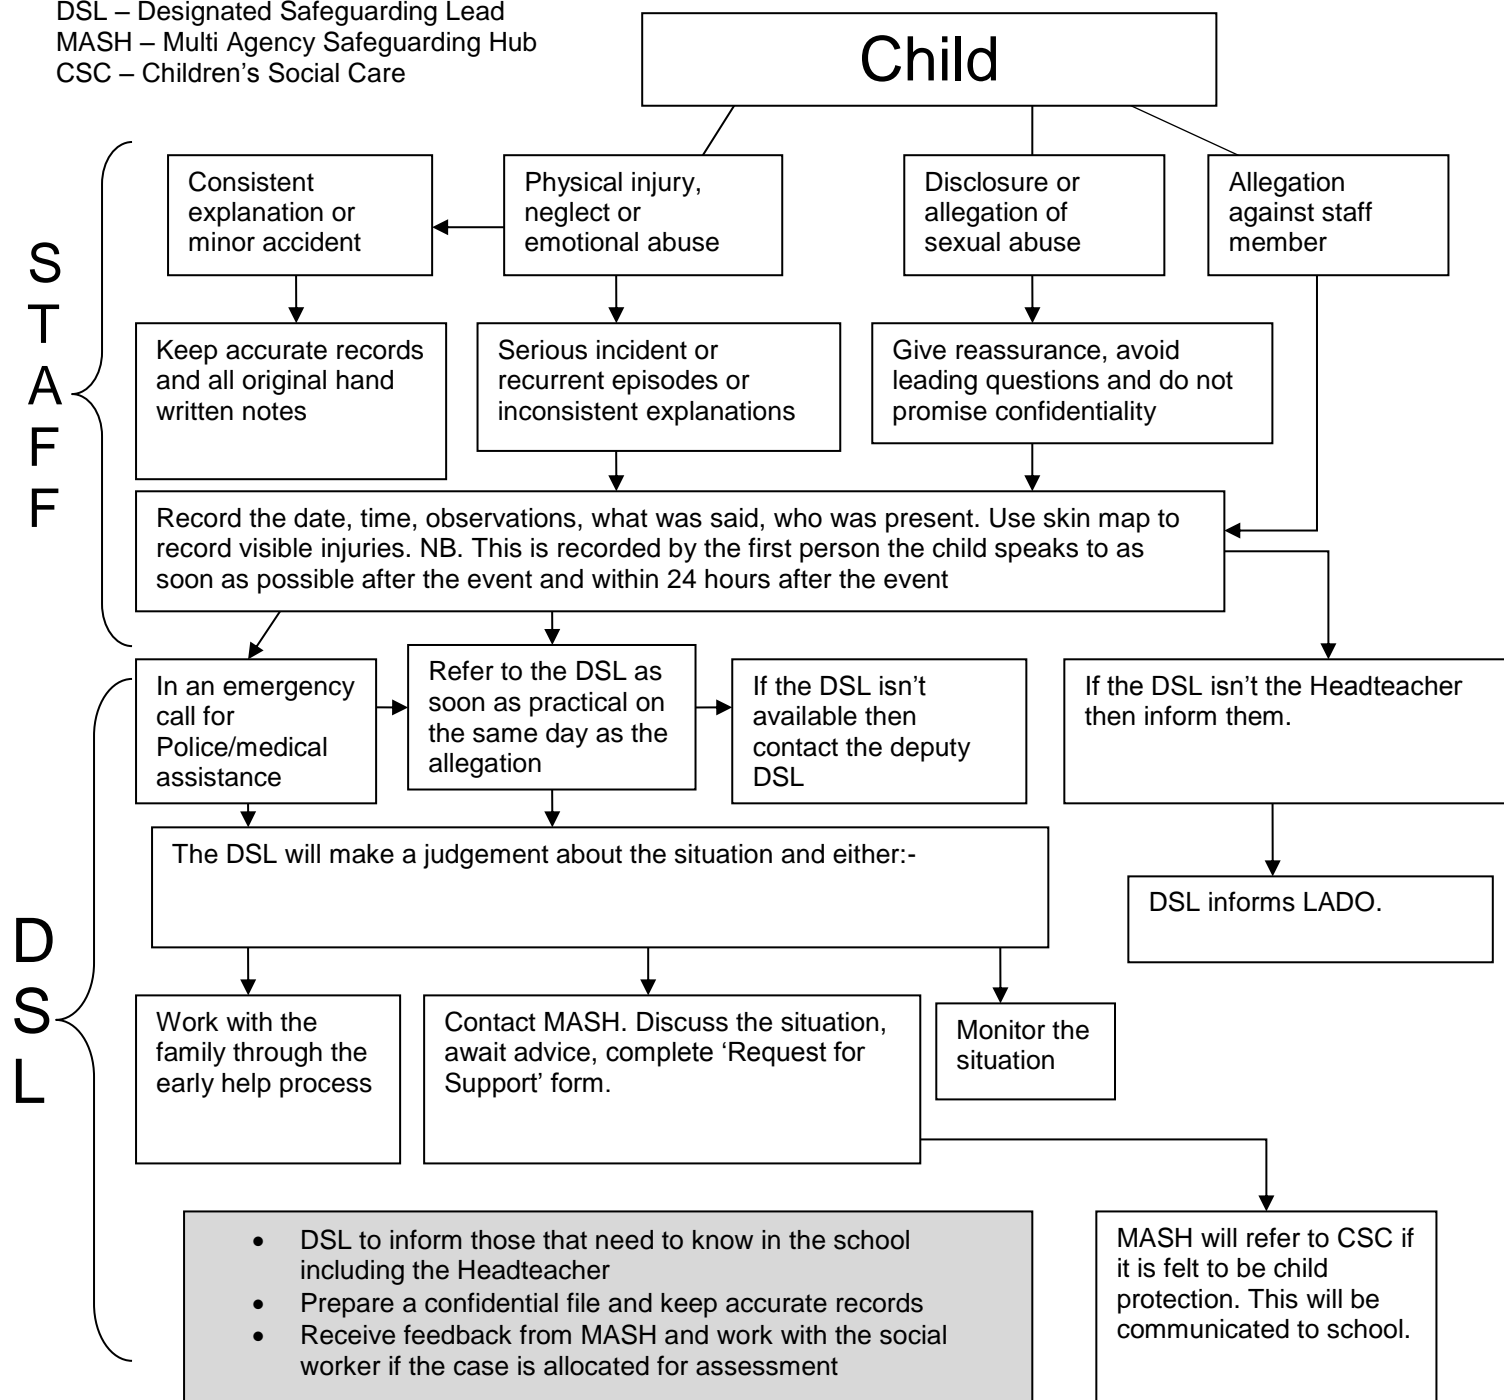 DSL – Designated Safeguarding Lead
MASH – Multi Agency Safeguarding Hub
CSC – Children's Social Care
Child
S
T
A
F
F
Consistent
explanation or
minor accident
Physical injury,
neglect or
emotional abuse
Disclosure or
allegation of
sexual abuse
Allegation
against staff
member
Keep accurate records
and all original hand
written notes
Serious incident or
recurrent episodes or
inconsistent explanations
Give reassurance, avoid
leading questions and do not
promise confidentiality
Record the date, time, observations, what was said, who was present. Use skin map to
record visible injuries. NB. This is recorded by the first person the child speaks to as
soon as possible after the event and within 24 hours after the event
D
S
L
In an emergency
call for
Police/medical
assistance
Refer to the DSL as
soon as practical on
the same day as the
allegation
If the DSL isn't
available then
contact the deputy
DSL
If the DSL isn't the Headteacher
then inform them.
The DSL will make a judgement about the situation and either:-
DSL informs LADO.
Work with the
family through the
early help process
Contact MASH. Discuss the situation,
await advice, complete ‘Request for
Support’ form.
Monitor the
situation
• DSL to inform those that need to know in the school
including the Headteacher
• Prepare a confidential file and keep accurate records
• Receive feedback from MASH and work with the social
worker if the case is allocated for assessment
MASH will refer to CSC if
it is felt to be child
protection. This will be
communicated to school.